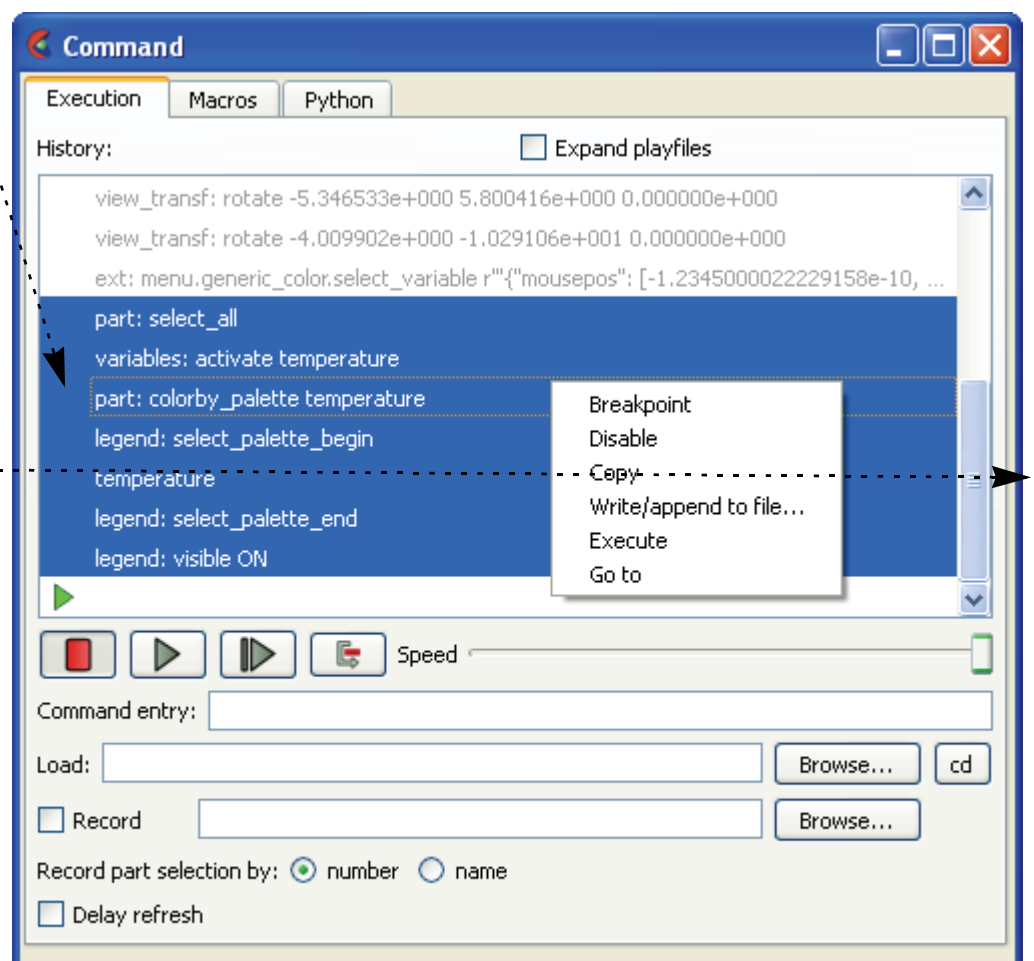 Command
Execution Macros Python
History: Expand playfiles
view_transf: rotate -5.346533e+000 5.800416e+000 0.000000e+000
view_transf: rotate -4.009902e+000 -1.029106e+001 0.000000e+000
ext: menu.generic_color.select_variable r'"{"mousepos": [-1.2345000022229158e-10, ...
part: select_all
variables: activate temperature
part: colorby_palette temperature
legend: select_palette_begin
temperature
legend: select_palette_end
legend: visible ON
Breakpoint
Disable
Copy
Write/append to file...
Execute
Go to
Speed
Command entry:
Load: Browse... cd
Record Browse...
Record part selection by: number name
Delay refresh